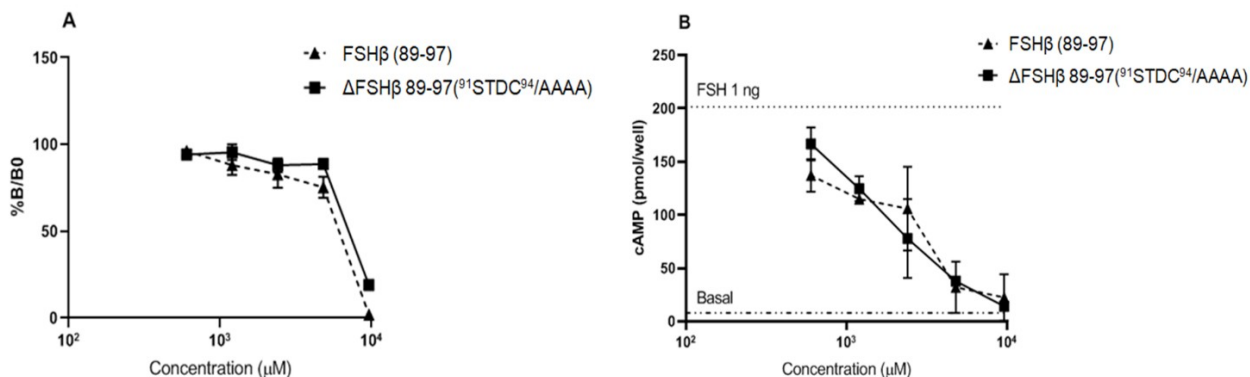 A
FSHβ (89-97)
ΔFSHβ 89-97(⁹¹STDC⁹⁴/AAAA)
150
100
50
0
%B/B0
10²
10³
10⁴
Concentration (μM)
B
FSHβ (89-97)
ΔFSHβ 89-97(⁹¹STDC⁹⁴/AAAA)
250
200
150
100
50
0
cAMP (pmol/well)
FSH 1 ng
Basal
10²
10³
10⁴
Concentration (μM)